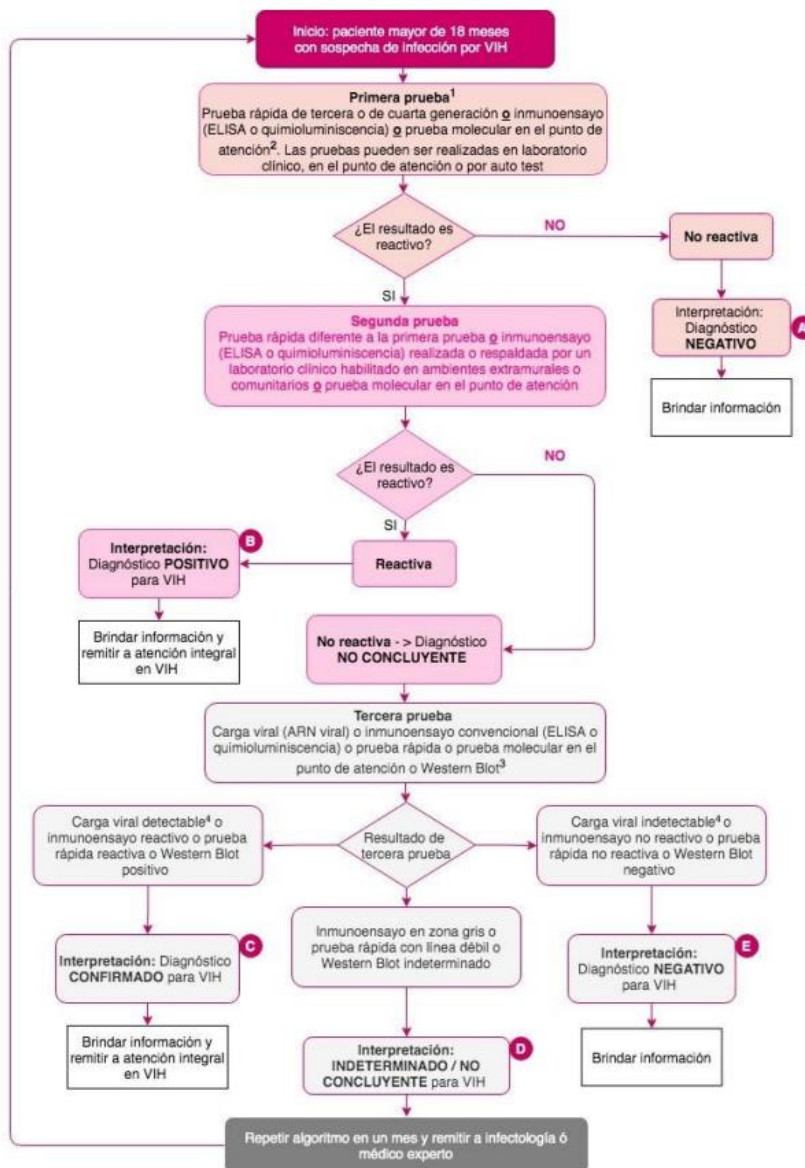 Inicio: paciente mayor de 18 meses
con sospecha de infección por VIH
Primera prueba¹
Prueba rápida de tercera o de cuarta generación o inmunoensayo
(ELISA o quimioluminiscencia) o prueba molecular en el punto de
atención². Las pruebas pueden ser realizadas en laboratorio
clínico, en el punto de atención o por auto test
¿El resultado es
reactivo?
NO
No reactiva
SI
Interpretación:
Diagnóstico
NEGATIVO
A
Brindar información
Segunda prueba
Prueba rápida diferente a la primera prueba o inmunoensayo
(ELISA o quimioluminiscencia) realizada o respaldada por un
laboratorio clínico habilitado en ambientes extramurales o
comunitarios o prueba molecular en el punto de atención
¿El resultado es
reactivo?
NO
SI
Reactiva
B
Interpretación:
Diagnóstico POSITIVO
para VIH
Brindar información y
remitir a atención integral
en VIH
No reactiva - > Diagnóstico
NO CONCLUYENTE
Tercera prueba
Carga viral (ARN viral) o inmunoensayo convencional (ELISA o
quimioluminiscencia) o prueba rápida o prueba molecular en el
punto de atención o Western Blot³
Resultado de
tercera prueba
Carga viral detectable⁴ o
inmunoensayo reactivo o prueba
rápida reactiva o Western Blot
positivo
C
Interpretación: Diagnóstico
CONFIRMADO para VIH
Brindar información y
remitir a atención integral
en VIH
Inmunoensayo en zona gris o
prueba rápida con línea débil o
Western Blot indeterminado
D
Interpretación:
INDETERMINADO / NO
CONCLUYENTE para VIH
Carga viral indetectable⁴ o
inmunoensayo no reactivo o prueba
rápida no reactiva o Western Blot
negativo
E
Interpretación:
Diagnóstico NEGATIVO
para VIH
Brindar información
Repetir algoritmo en un mes y remitir a infectología ó
médico experto